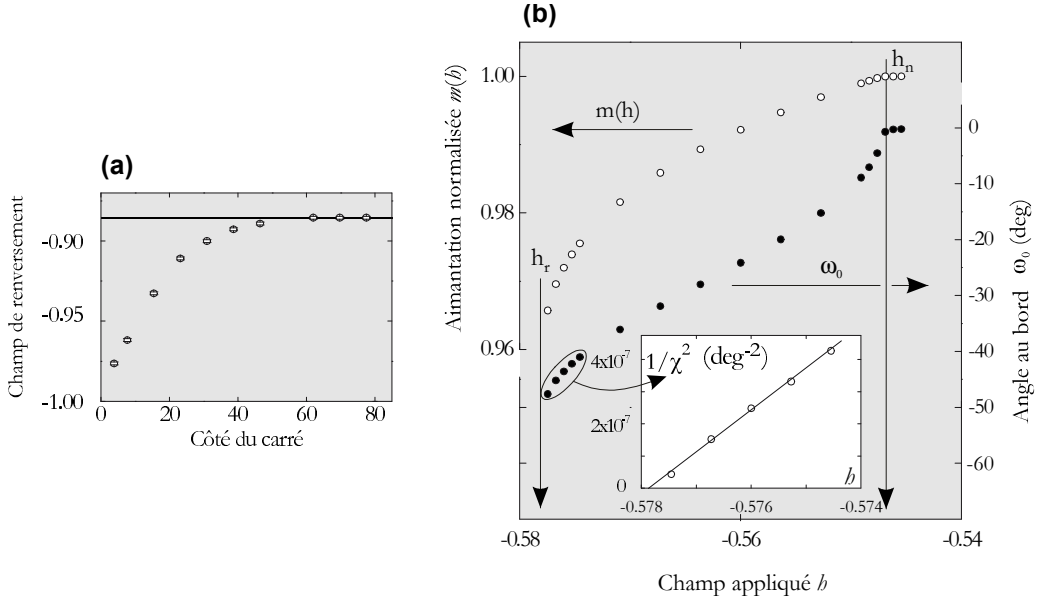 (a)
Champ de renversement
-0.90
-0.95
-1.00
0 20 40 60 80
Côté du carré
(b)
Aimantation normalisée m(h)
1.00
0.98
0.96
m(h)
h_n
h_r
ω₀
0
-10
-20
-30
-40
-50
-60
Angle au bord ω₀ (deg)
1/χ² (deg⁻²)
4x10⁻⁷
2x10⁻⁷
0
-0.578 -0.576 -0.574
h
-0.58 -0.56 -0.54
Champ appliqué h